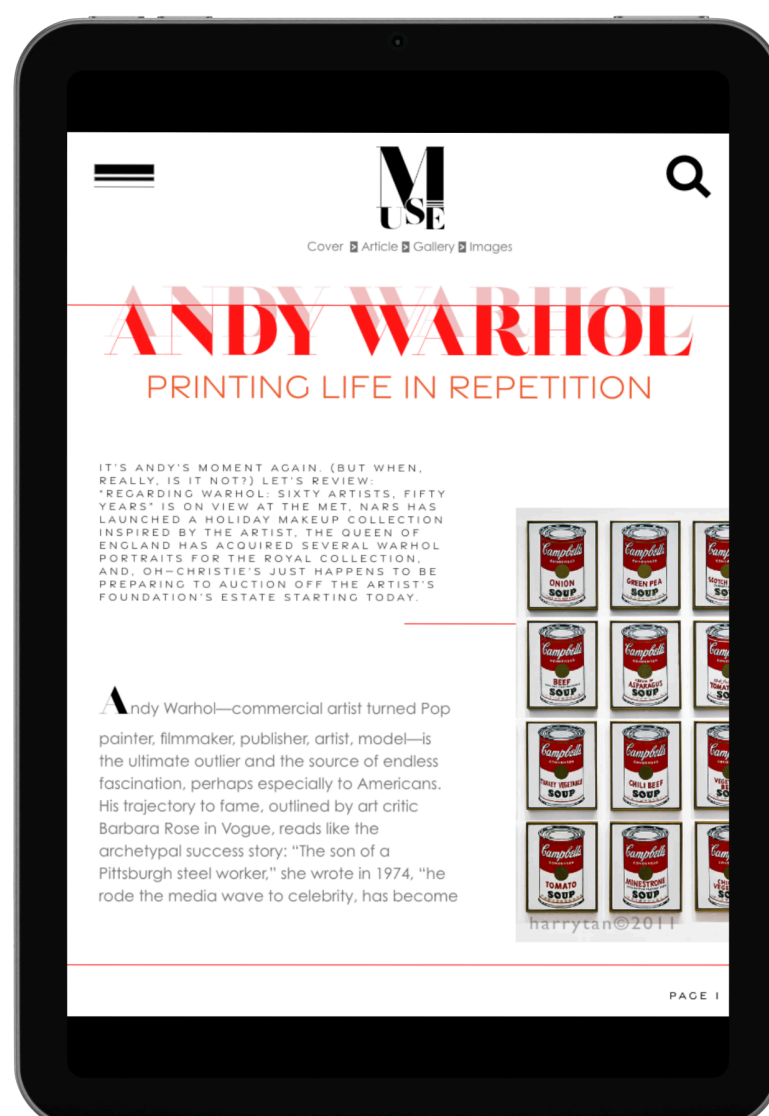 MUSE
Cover > Article > Gallery > Images
ANDY WARHOL
PRINTING LIFE IN REPETITION
IT'S ANDY'S MOMENT AGAIN. (BUT WHEN,
REALLY, IS IT NOT?) LET'S REVIEW:
"REGARDING WARHOL: SIXTY ARTISTS, FIFTY
YEARS" IS ON VIEW AT THE MET, NARS HAS
LAUNCHED A HOLIDAY MAKEUP COLLECTION
INSPIRED BY THE ARTIST, THE QUEEN OF
ENGLAND HAS ACQUIRED SEVERAL WARHOL
PORTRAITS FOR THE ROYAL COLLECTION,
AND, OH—CHRISTIE'S JUST HAPPENS TO BE
PREPARING TO AUCTION OFF THE ARTIST'S
FOUNDATION'S ESTATE STARTING TODAY.
Andy Warhol—commercial artist turned Pop
painter, filmmaker, publisher, artist, model—is
the ultimate outlier and the source of endless
fascination, perhaps especially to Americans.
His trajectory to fame, outlined by art critic
Barbara Rose in Vogue, reads like the
archetypal success story: "The son of a
Pittsburgh steel worker," she wrote in 1974, "he
rode the media wave to celebrity, has become
Campbell's
CONDENSED
ONION
SOUP
Campbell's
CONDENSED
GREEN PEA
SOUP
Campbell's
CONDENSED
BEEF
SOUP
Campbell's
CONDENSED
ASPARAGUS
SOUP
Campbell's
CONDENSED
TURKEY VEGETABLE
SOUP
Campbell's
CONDENSED
CHILI BEEF
SOUP
Campbell's
CONDENSED
TOMATO
SOUP
Campbell's
CONDENSED
MINESTRONE
SOUP
harrytan©2011
PAGE 1